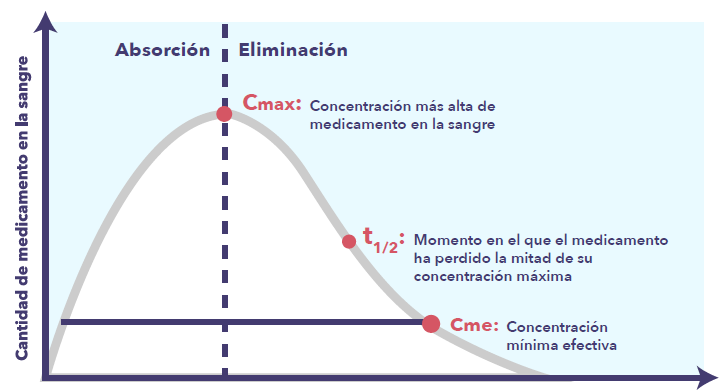 Absorción
Eliminación
Cmax: Concentración más alta de
medicamento en la sangre
t1/2: Momento en el que el medicamento
ha perdido la mitad de su
concentración máxima
Cme: Concentración
mínima efectiva
Cantidad de medicamento en la sangre